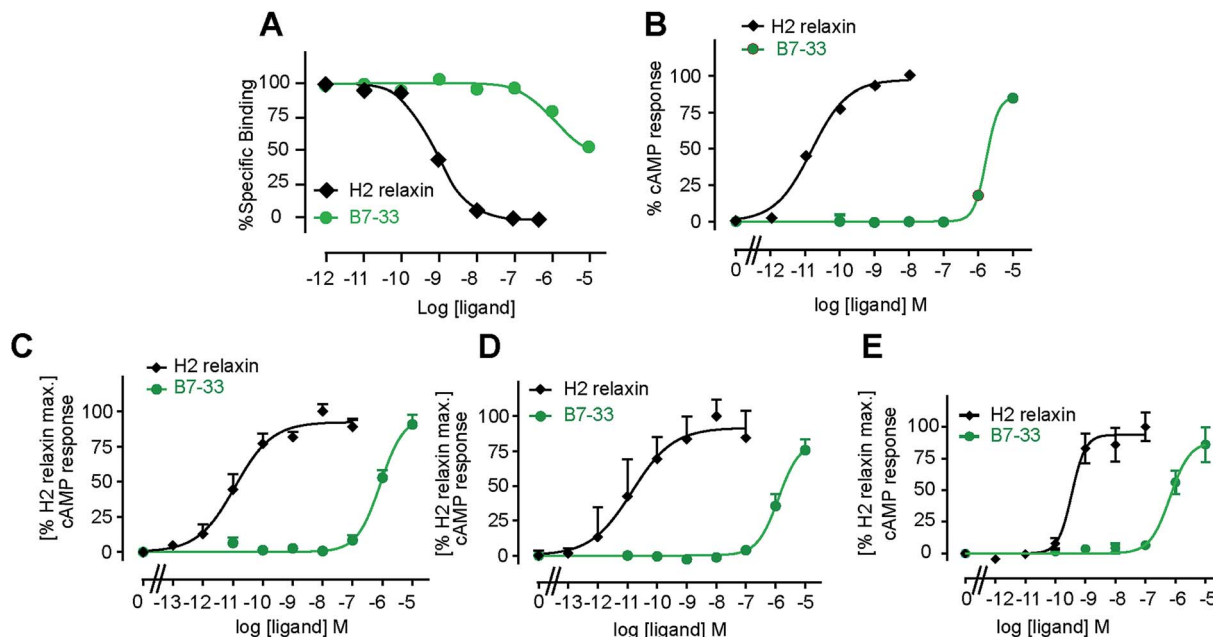 A
%Specific Binding
100
75
50
25
0
H2 relaxin
B7-33
-12 -11 -10 -9 -8 -7 -6 -5
Log [ligand]
B
H2 relaxin
B7-33
% cAMP response
100
75
50
25
0
0 -12 -11 -10 -9 -8 -7 -6 -5
log [ligand] M
C
H2 relaxin
B7-33
[% H2 relaxin max.]
cAMP response
100
75
50
25
0
0 -13 -12 -11 -10 -9 -8 -7 -6 -5
log [ligand] M
D
H2 relaxin
B7-33
[% H2 relaxin max.]
cAMP response
100
75
50
25
0
0 -13 -12 -11 -10 -9 -8 -7 -6 -5
log [ligand] M
E
H2 relaxin
B7-33
[% H2 relaxin max.]
cAMP response
100
75
50
25
0
0 -12 -11 -10 -9 -8 -7 -6 -5
log [ligand] M